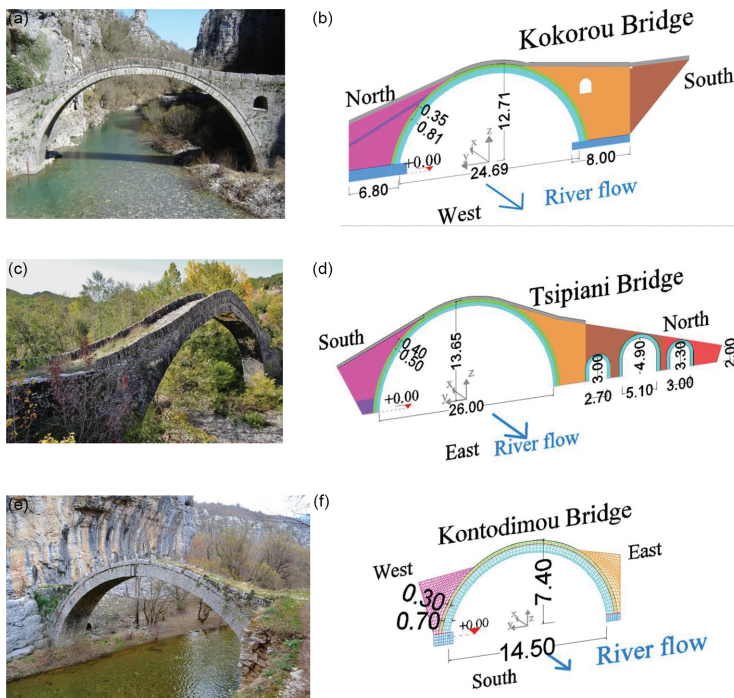 (a)
(b)
Kokorou Bridge
North
South
0.35
0.81
12.71
x z
y
+0.00
24.69
8.00
6.80
West
River flow
(c)
(d)
Tsipiani Bridge
South
North
0.40
0.50
13.65
x z
y
+0.00
26.00
3.00
4.90
3.30
2.00
2.70
5.10
3.00
East
River flow
(e)
(f)
Kontodimou Bridge
West
East
0.30
0.70
7.40
x z
y
+0.00
14.50
South
River flow